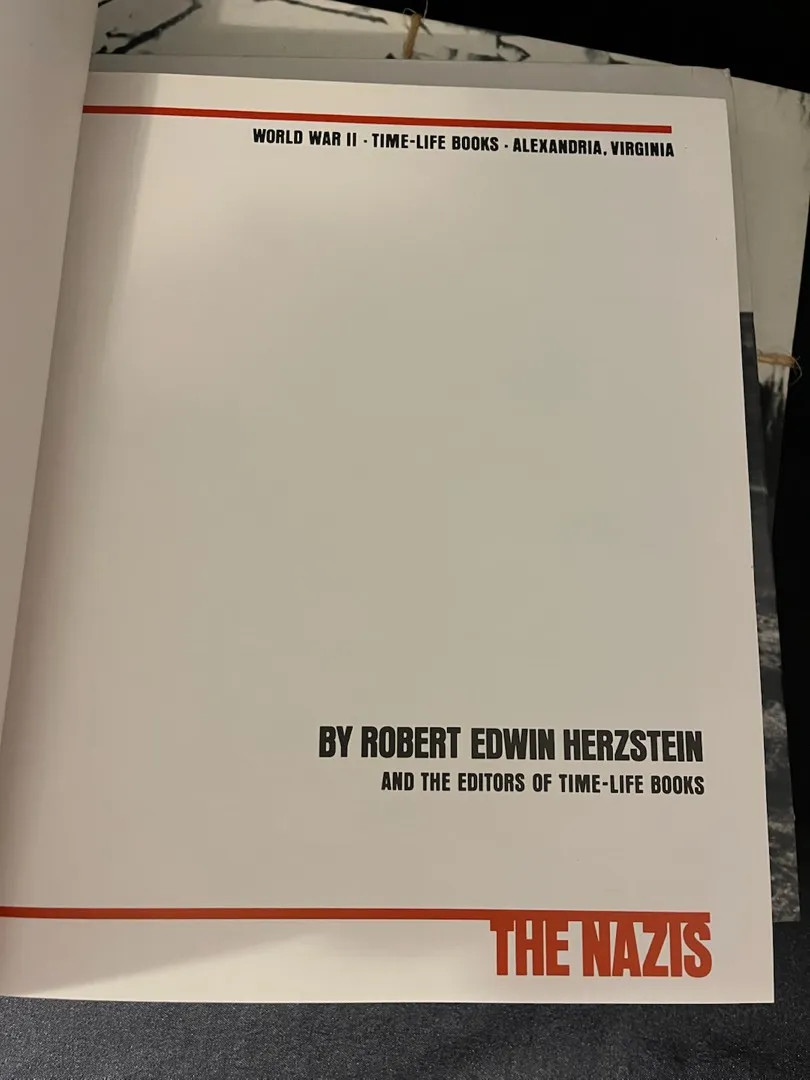 WORLD WAR II · TIME-LIFE BOOKS · ALEXANDRIA, VIRGINIA
BY ROBERT EDWIN HERZSTEIN
AND THE EDITORS OF TIME-LIFE BOOKS
THE NAZIS